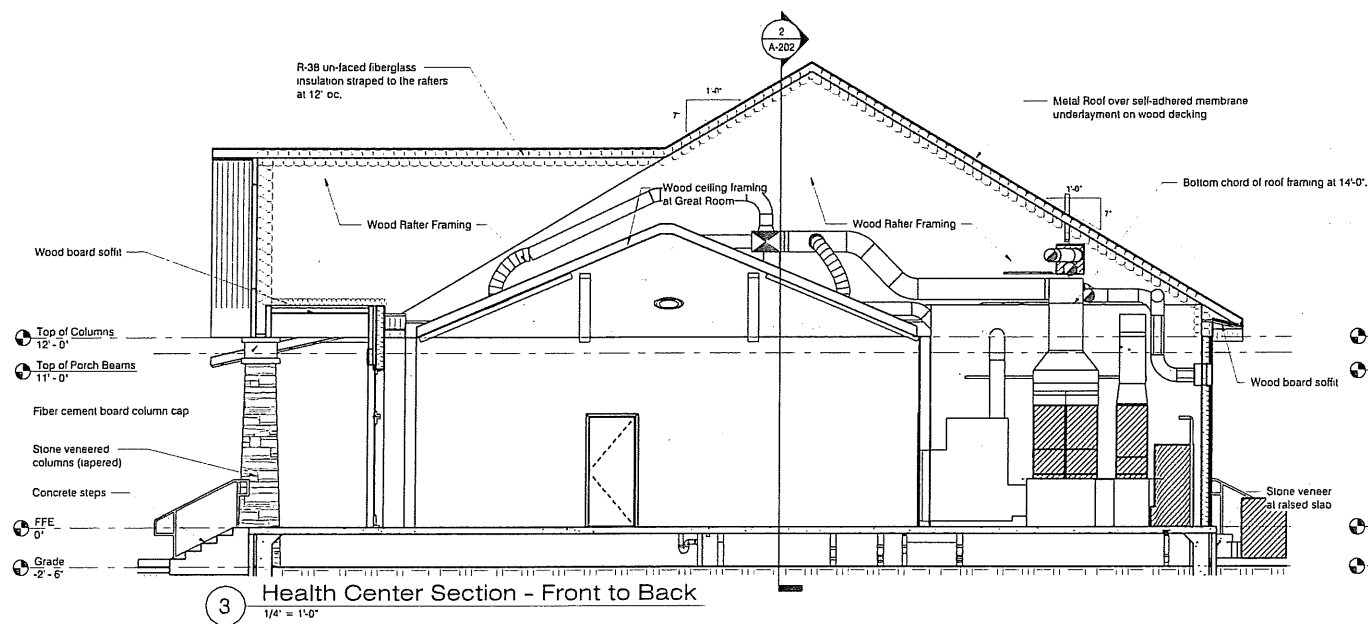 2
A-202
R-38 un-faced fiberglass
insulation straped to the rafters
at 12" oc.
1'-0"
7"
Metal Roof over self-adhered membrane
underlayment on wood decking
Wood ceiling framing
at Great Room
1'-0"
7"
Bottom chord of roof framing at 14'-0".
Wood Rafter Framing
Wood Rafter Framing
Wood board soffit
Top of Columns
12' - 0"
Top of Porch Beams
11' - 0"
Wood board soffit
Fiber cement board column cap
Stone veneered
columns (tapered)
Concrete steps
Stone veneer
at raised slab
FFE
0"
Grade
-2' - 6"
3
Health Center Section - Front to Back
1/4" = 1'-0"